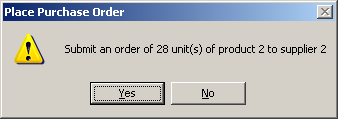 Place Purchase Order
Submit an order of 28 unit(s) of product 2 to supplier 2
Yes
No